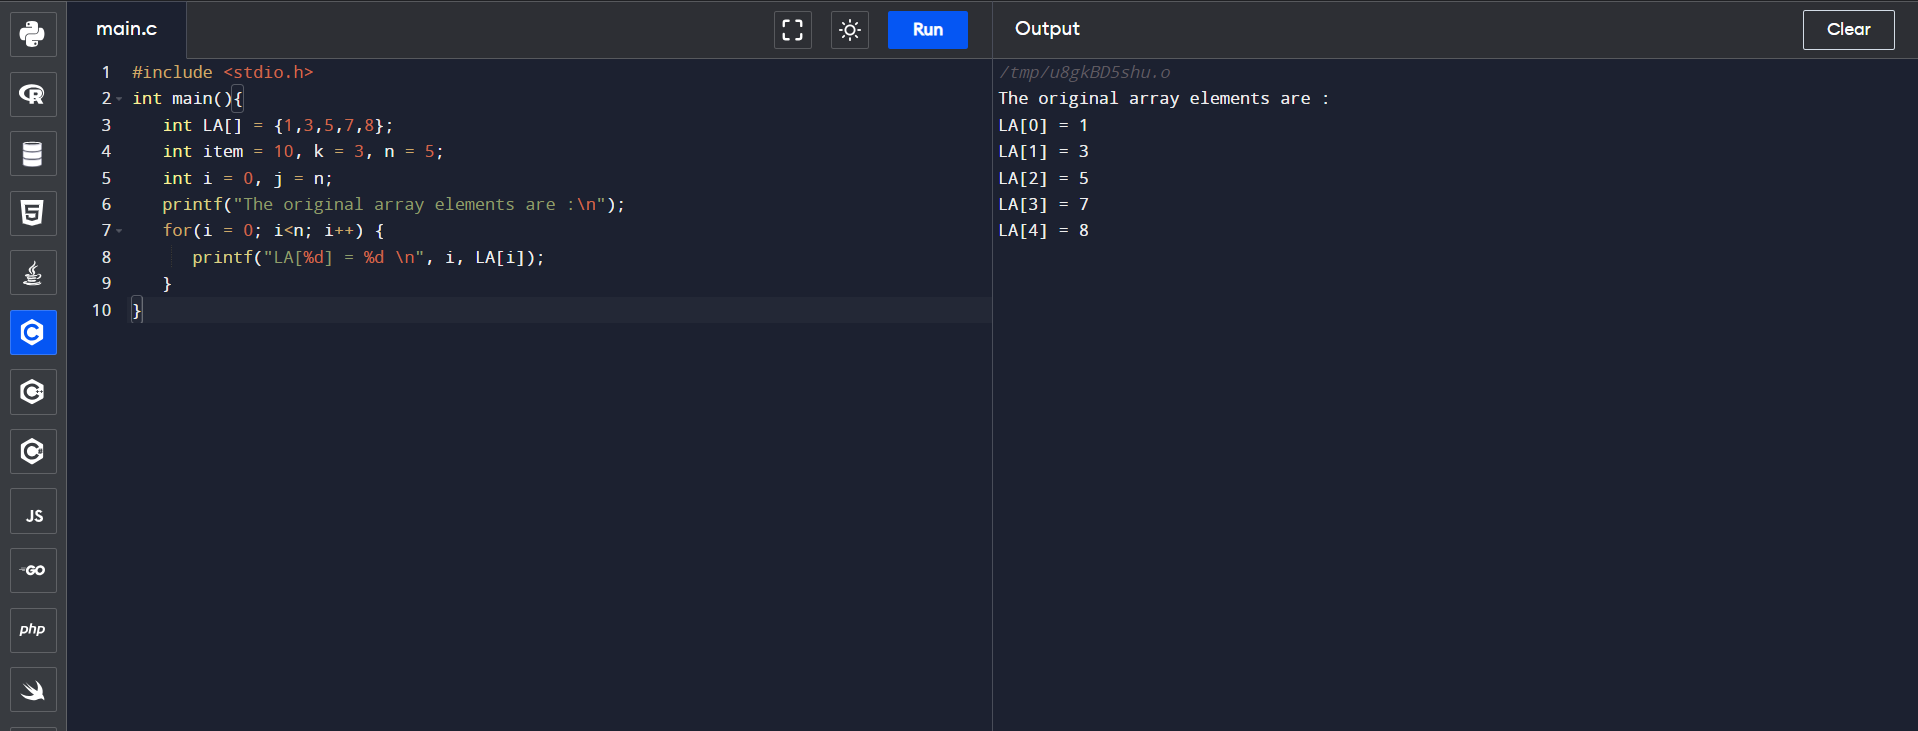 main.c
Run
Output
Clear
1 #include <stdio.h>
2 int main(){
3    int LA[] = {1,3,5,7,8};
4    int item = 10, k = 3, n = 5;
5    int i = 0, j = n;
6    printf("The original array elements are :\n");
7    for(i = 0; i<n; i++) {
8       printf("LA[%d] = %d \n", i, LA[i]);
9    }
10 }
/tmp/u8gkBD5shu.o
The original array elements are :
LA[0] = 1
LA[1] = 3
LA[2] = 5
LA[3] = 7
LA[4] = 8
R
5
C
C
C
JS
GO
php